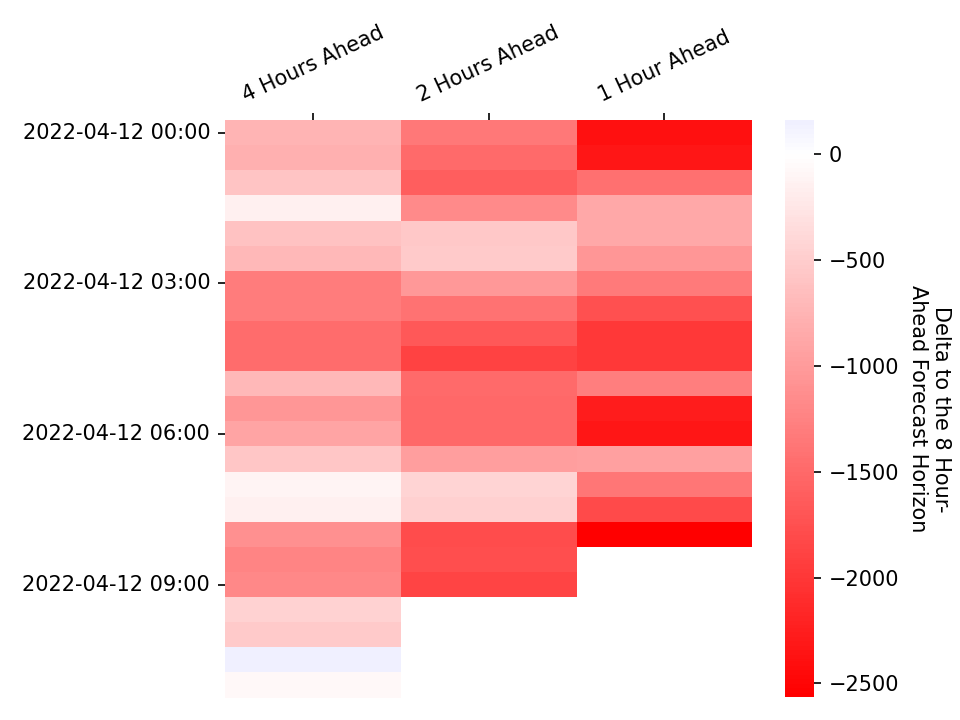 4 Hours Ahead
2 Hours Ahead
1 Hour Ahead
2022-04-12 00:00
2022-04-12 03:00
2022-04-12 06:00
2022-04-12 09:00
0
−500
−1000
−1500
−2000
−2500
Delta to the 8 Hour-
Ahead Forecast Horizon